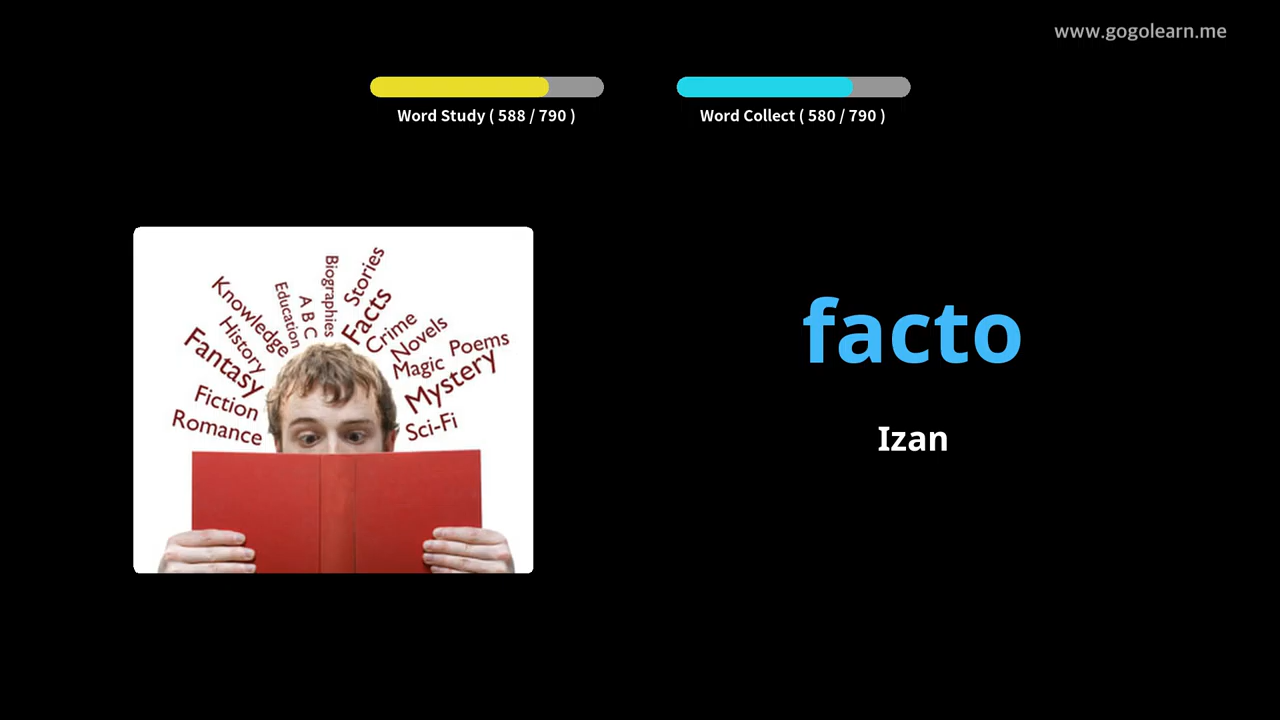 www.gogolearn.me
Word Study ( 588 / 790 )
Word Collect ( 580 / 790 )
Knowledge
Education
A B C
Biographies
Stories
Facts
Crime
Novels
Poems
History
Fantasy
Magic
Mystery
Fiction
Romance
Sci-Fi
facto
Izan